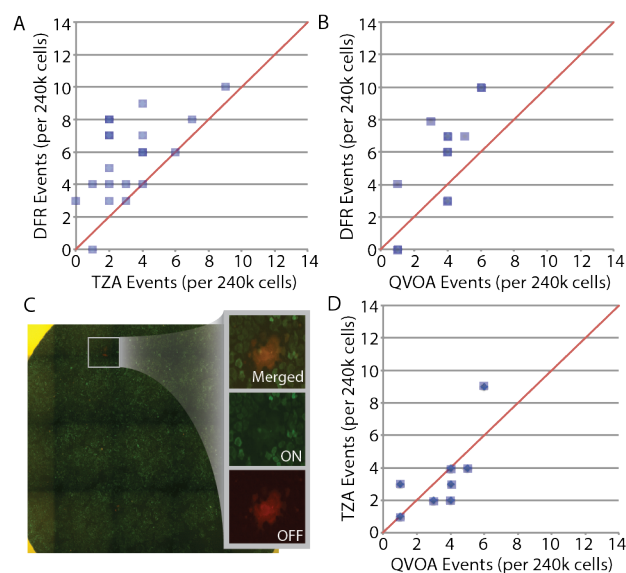 A
DFR Events (per 240k cells)
14
12
10
8
6
4
2
0
0 2 4 6 8 10 12 14
TZA Events (per 240k cells)
B
DFR Events (per 240k cells)
14
12
10
8
6
4
2
0
0 2 4 6 8 10 12 14
QVOA Events (per 240k cells)
C
Merged
ON
OFF
D
TZA Events (per 240k cells)
14
12
10
8
6
4
2
0
0 2 4 6 8 10 12 14
QVOA Events (per 240k cells)